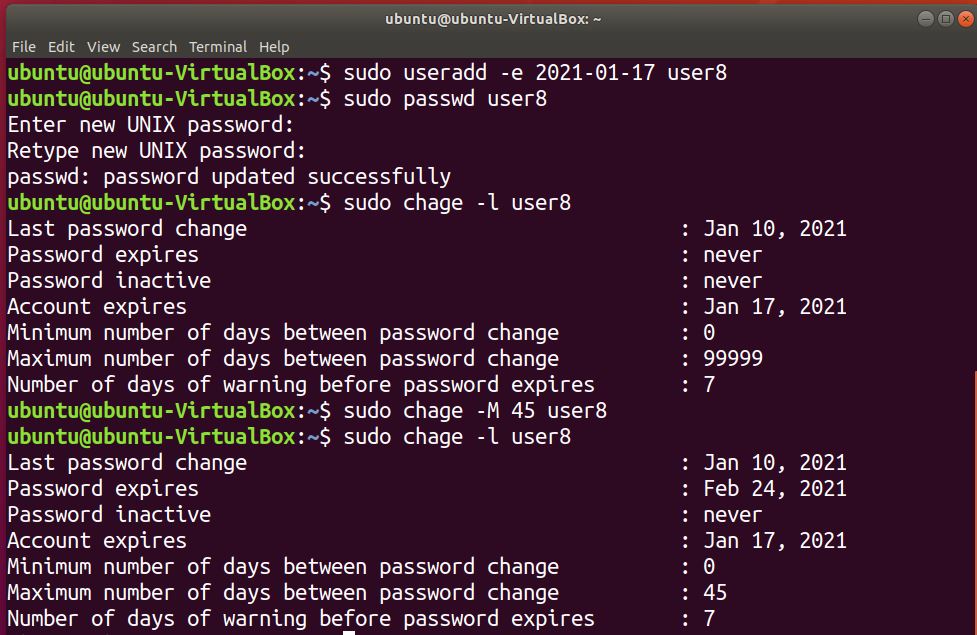 ubuntu@ubuntu-VirtualBox: ~
File Edit View Search Terminal Help
ubuntu@ubuntu-VirtualBox:~$ sudo useradd -e 2021-01-17 user8
ubuntu@ubuntu-VirtualBox:~$ sudo passwd user8
Enter new UNIX password:
Retype new UNIX password:
passwd: password updated successfully
ubuntu@ubuntu-VirtualBox:~$ sudo chage -l user8
Last password change : Jan 10, 2021
Password expires : never
Password inactive : never
Account expires : Jan 17, 2021
Minimum number of days between password change : 0
Maximum number of days between password change : 99999
Number of days of warning before password expires : 7
ubuntu@ubuntu-VirtualBox:~$ sudo chage -M 45 user8
ubuntu@ubuntu-VirtualBox:~$ sudo chage -l user8
Last password change : Jan 10, 2021
Password expires : Feb 24, 2021
Password inactive : never
Account expires : Jan 17, 2021
Minimum number of days between password change : 0
Maximum number of days between password change : 45
Number of days of warning before password expires : 7